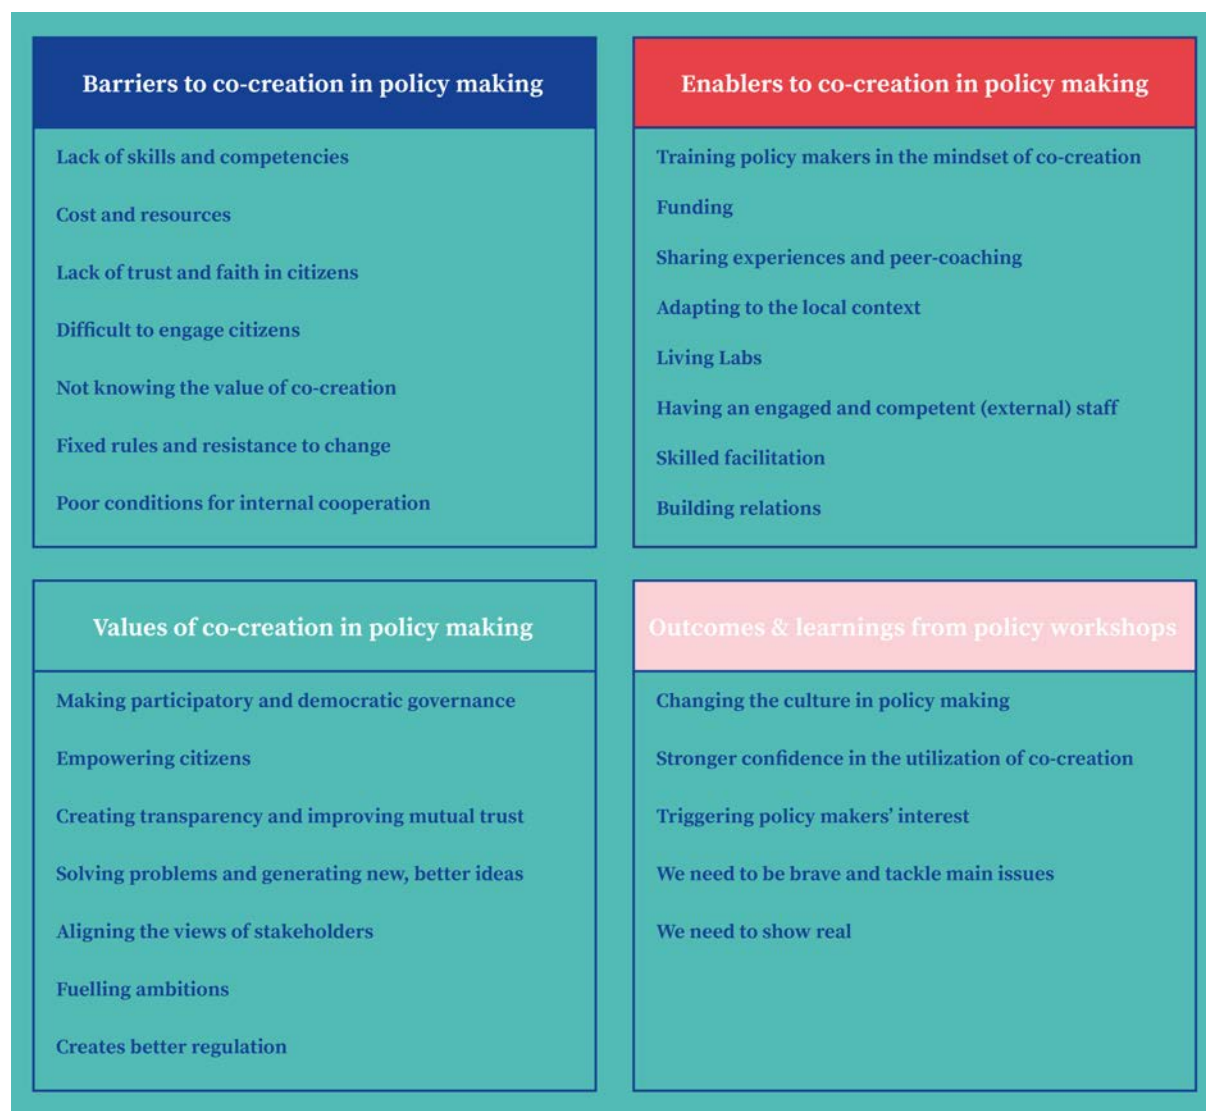 Barriers to co-creation in policy making
Lack of skills and competencies
Cost and resources
Lack of trust and faith in citizens
Difficult to engage citizens
Not knowing the value of co-creation
Fixed rules and resistance to change
Poor conditions for internal cooperation
Enablers to co-creation in policy making
Training policy makers in the mindset of co-creation
Funding
Sharing experiences and peer-coaching
Adapting to the local context
Living Labs
Having an engaged and competent (external) staff
Skilled facilitation
Building relations
Values of co-creation in policy making
Making participatory and democratic governance
Empowering citizens
Creating transparency and improving mutual trust
Solving problems and generating new, better ideas
Aligning the views of stakeholders
Fuelling ambitions
Creates better regulation
Outcomes & learnings from policy workshops
Changing the culture in policy making
Stronger confidence in the utilization of co-creation
Triggering policy makers’ interest
We need to be brave and tackle main issues
We need to show real